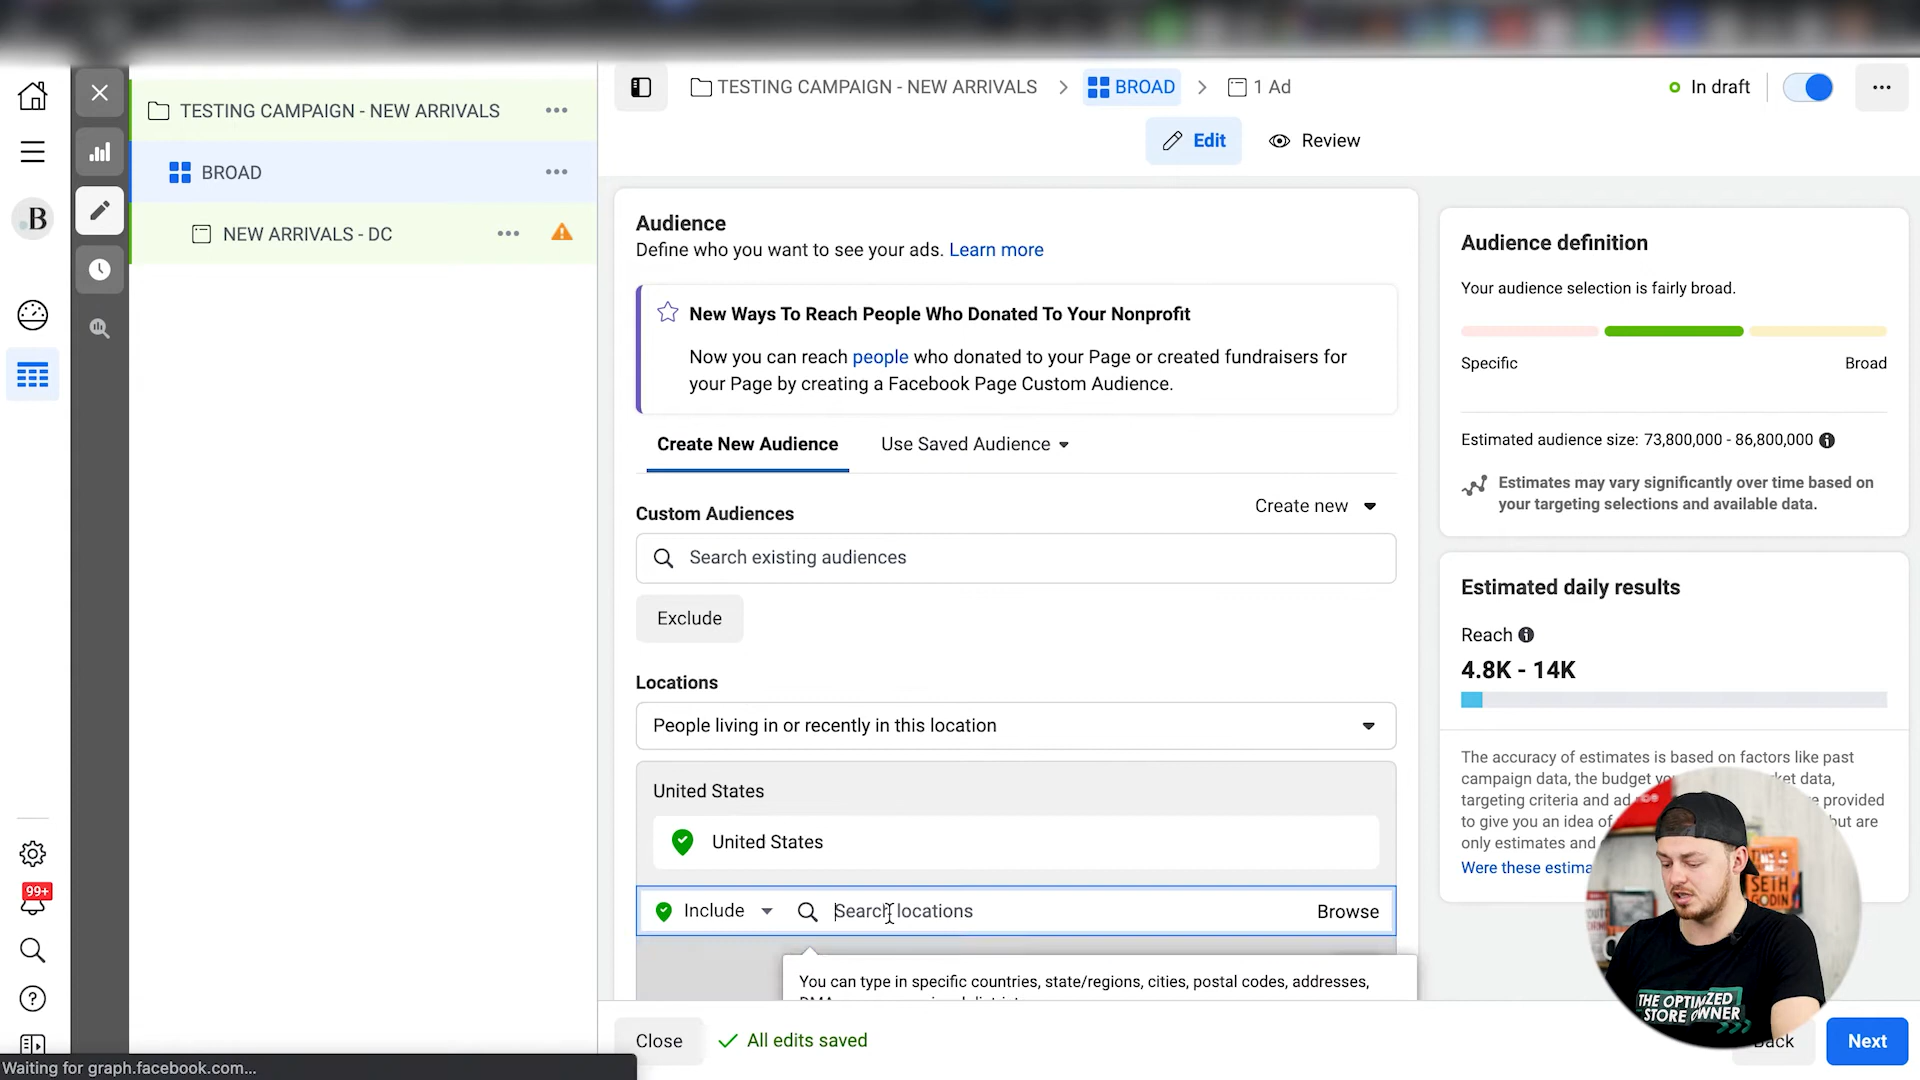 TESTING CAMPAIGN - NEW ARRIVALS
BROAD
NEW ARRIVALS - DC
.B
99+
TESTING CAMPAIGN - NEW ARRIVALS > BROAD > 1 Ad
In draft
Edit
Review
Audience
Define who you want to see your ads. Learn more
New Ways To Reach People Who Donated To Your Nonprofit
Now you can reach people who donated to your Page or created fundraisers for
your Page by creating a Facebook Page Custom Audience.
Create New Audience
Use Saved Audience
Custom Audiences
Create new
Search existing audiences
Exclude
Locations
People living in or recently in this location
United States
United States
Include
Search locations
Browse
You can type in specific countries, state/regions, cities, postal codes, addresses,
Close
All edits saved
Back
Next
Audience definition
Your audience selection is fairly broad.
Specific
Broad
Estimated audience size: 73,800,000 - 86,800,000
Estimates may vary significantly over time based on
your targeting selections and available data.
Estimated daily results
Reach
4.8K - 14K
The accuracy of estimates is based on factors like past
campaign data, the budget
data,
targeting criteria and ad
provided
to give you an idea of
but are
only estimates and
Were these
SETH
GODIN
THE OPTIMIZED
STORE OWNER
Waiting for graph.facebook.com...